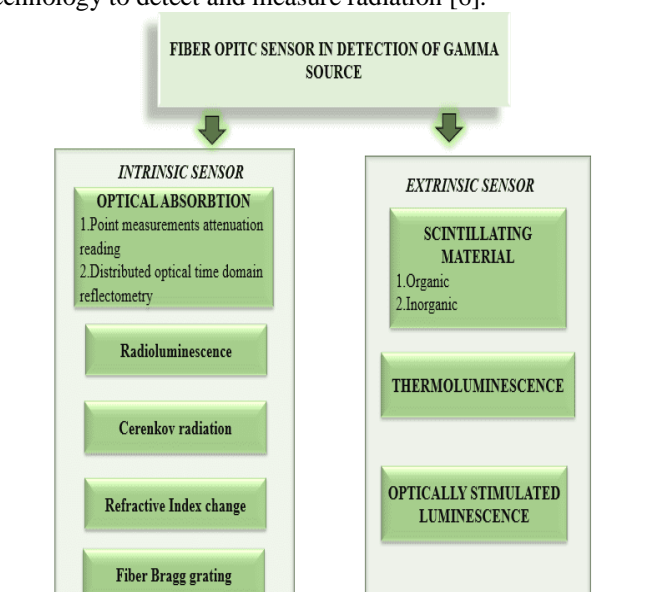 technology to detect and measure radiation [6].
FIBER OPITC SENSOR IN DETECTION OF GAMMA
SOURCE
INTRINSIC SENSOR
OPTICAL ABSORBTION
1.Point measurements attenuation
reading
2.Distributed optical time domain
reflectometry
Radioluminescence
Cerenkov radiation
Refractive Index change
Fiber Bragg grating
EXTRINSIC SENSOR
SCINTILLATING
MATERIAL
1.Organic
2.Inorganic
THERMOLUMINESCENCE
OPTICALLY STIMULATED
LUMINESCENCE